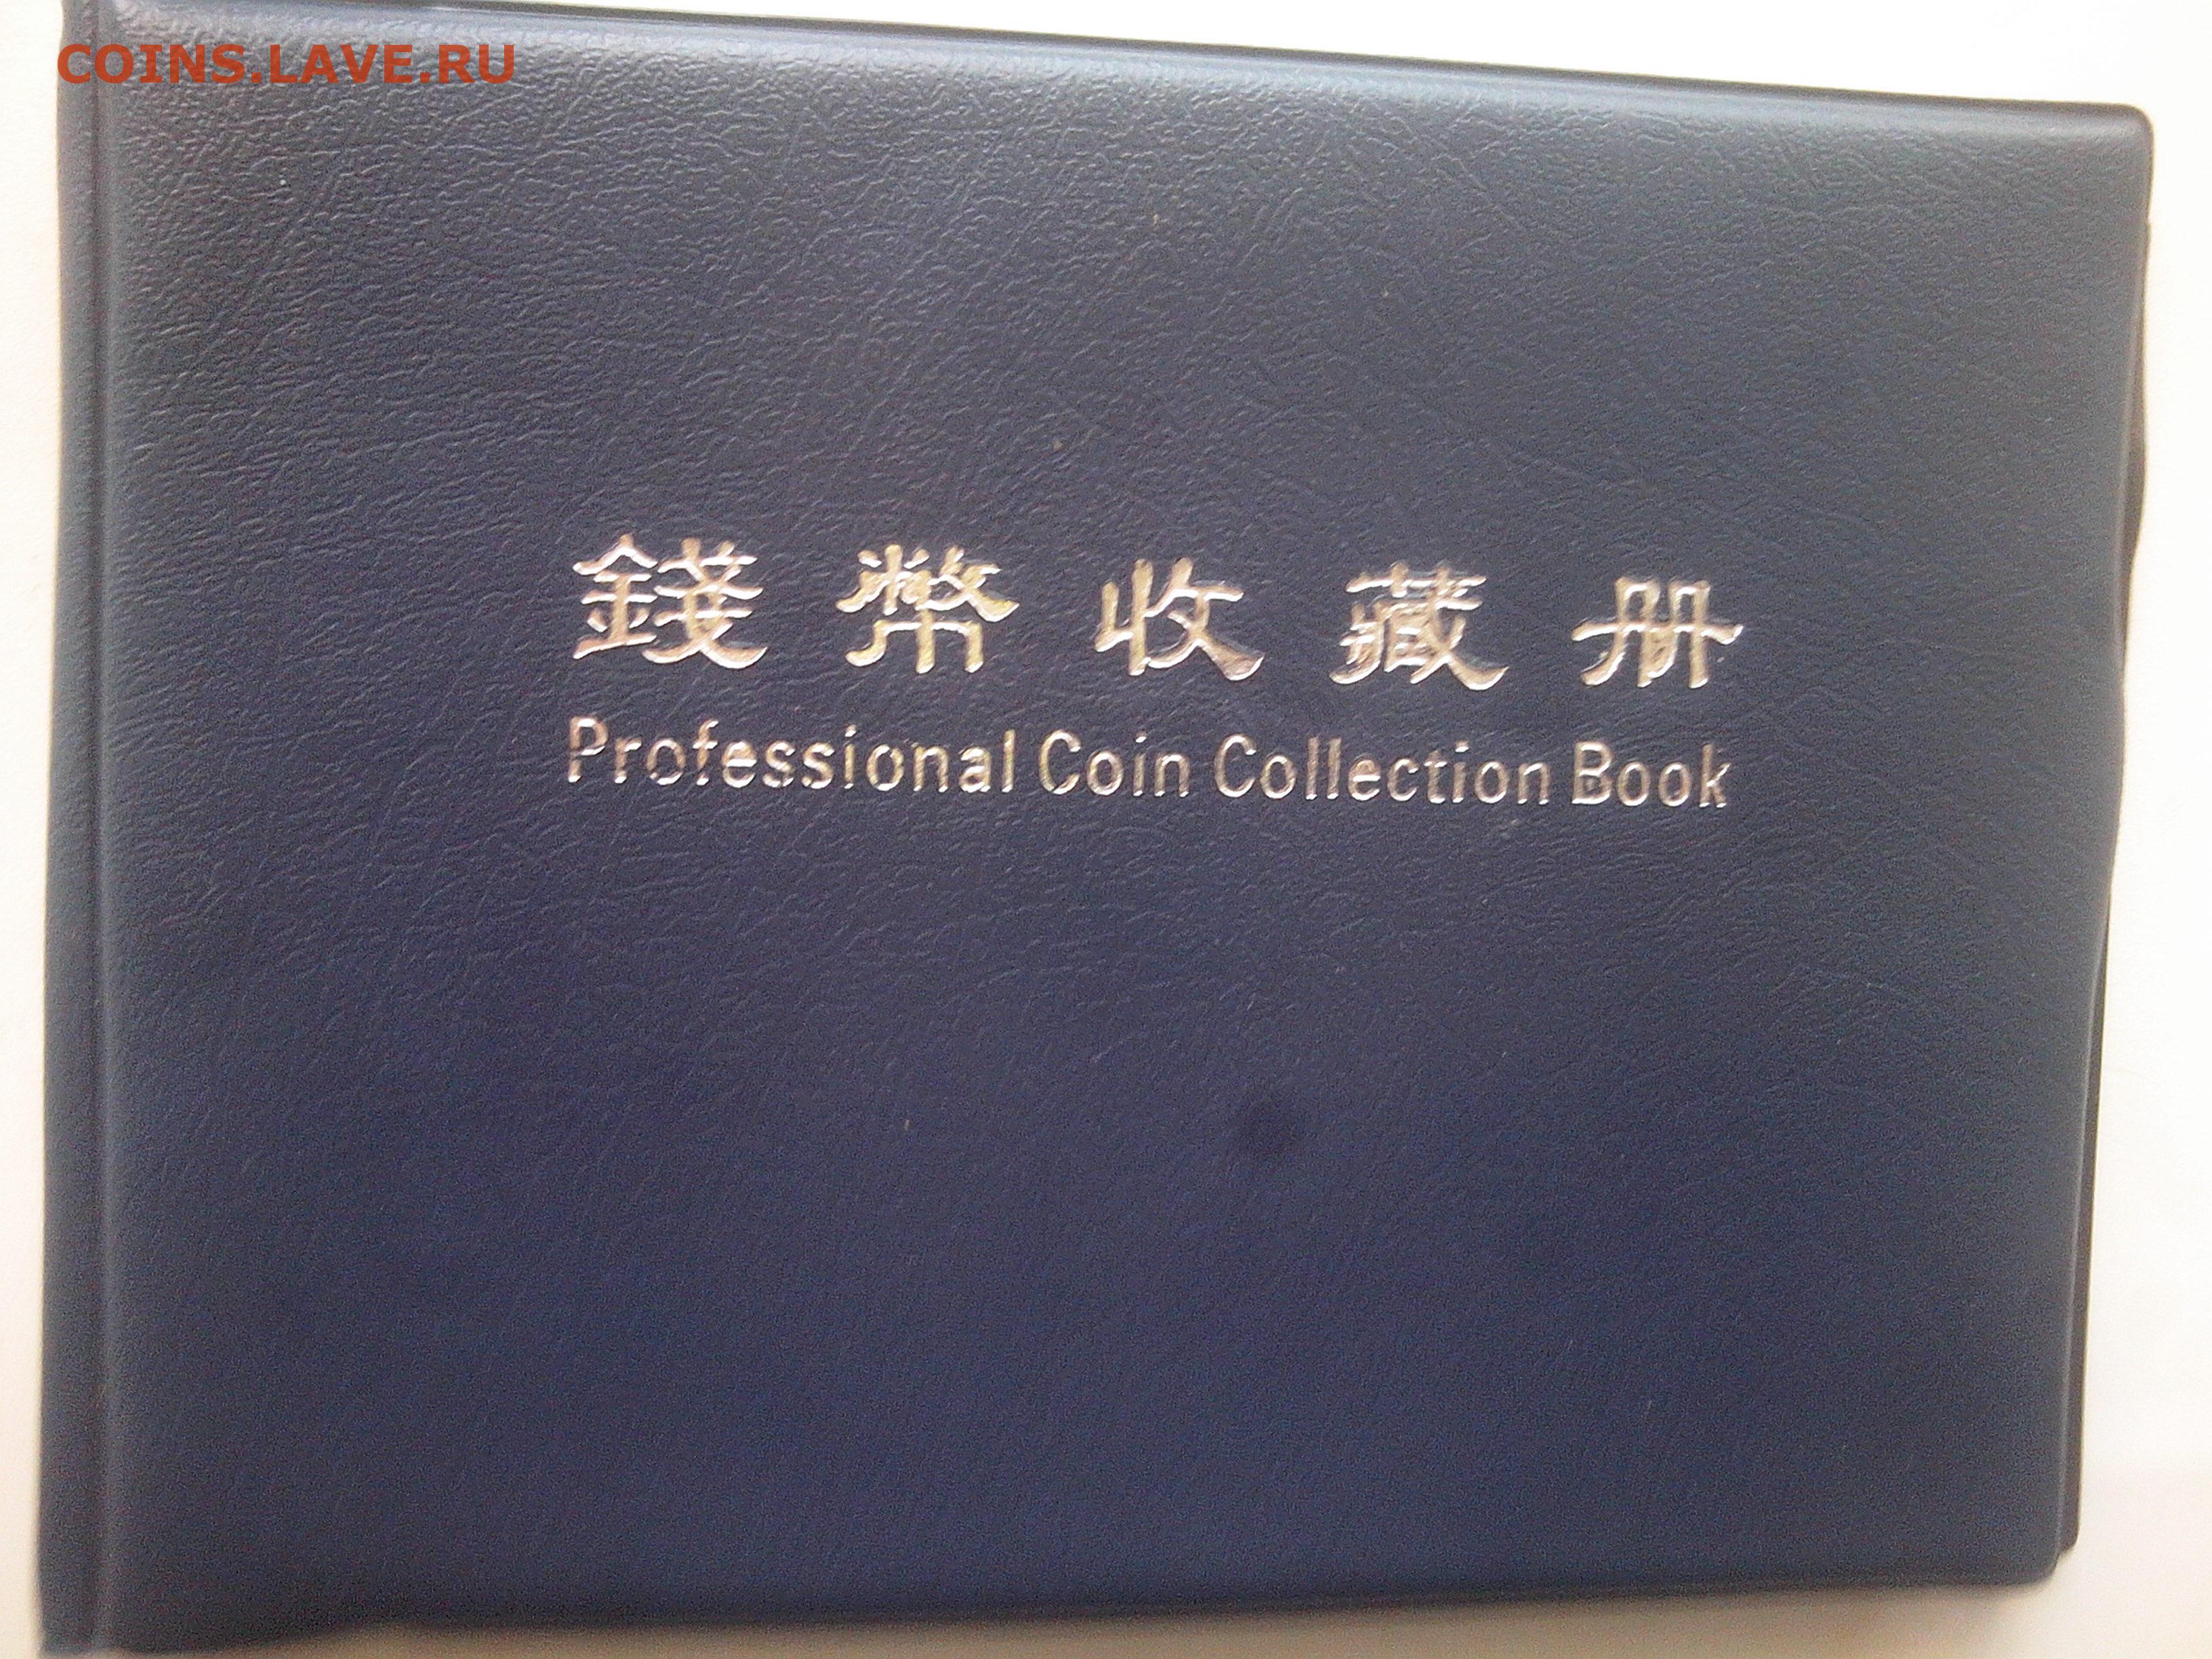 COINS.LAVE.RU
錢幣收藏册
Professional Coin Collection Book